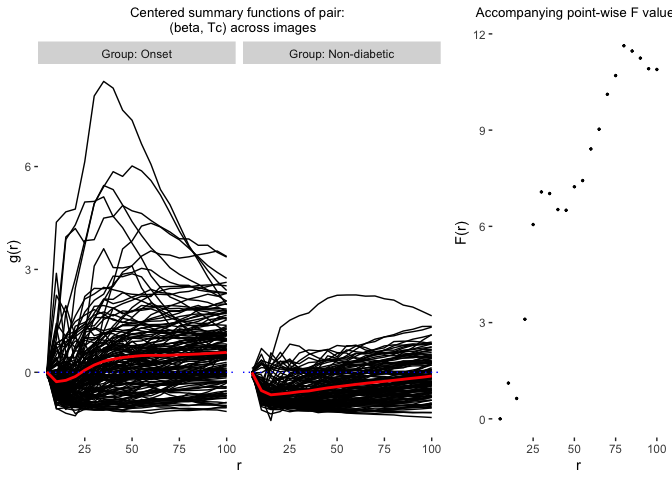 Centered summary functions of pair:
(beta, Tc) across images
Group: Onset
Group: Non-diabetic
g(r)
6
3
0
25 50 75 100
25 50 75 100
r
Accompanying point-wise F value
F(r)
12
9
6
3
0
25 50 75 100
r